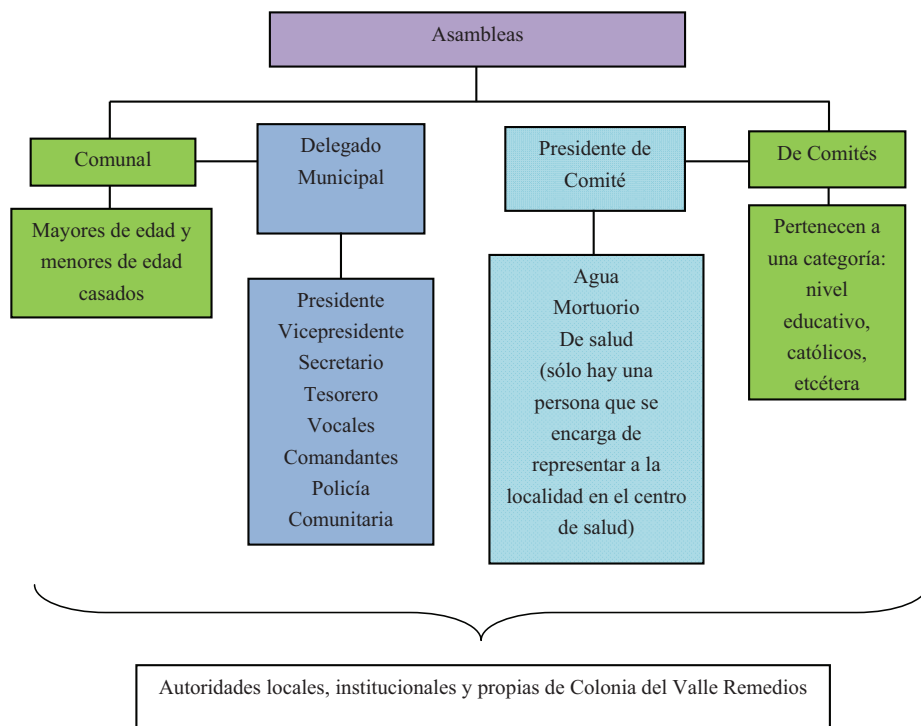 Asambleas
Comunal
Delegado
Municipal
Presidente de
Comité
De Comités
Mayores de edad y
menores de edad
casados
Presidente
Vicepresidente
Secretario
Tesorero
Vocales
Comandantes
Policía
Comunitaria
Agua
Mortuorio
De salud
(sólo hay una
persona que se
encarga de
representar a la
localidad en el centro
de salud)
Pertenecen a
una categoría:
nivel
educativo,
católicos,
etcétera
Autoridades locales, institucionales y propias de Colonia del Valle Remedios